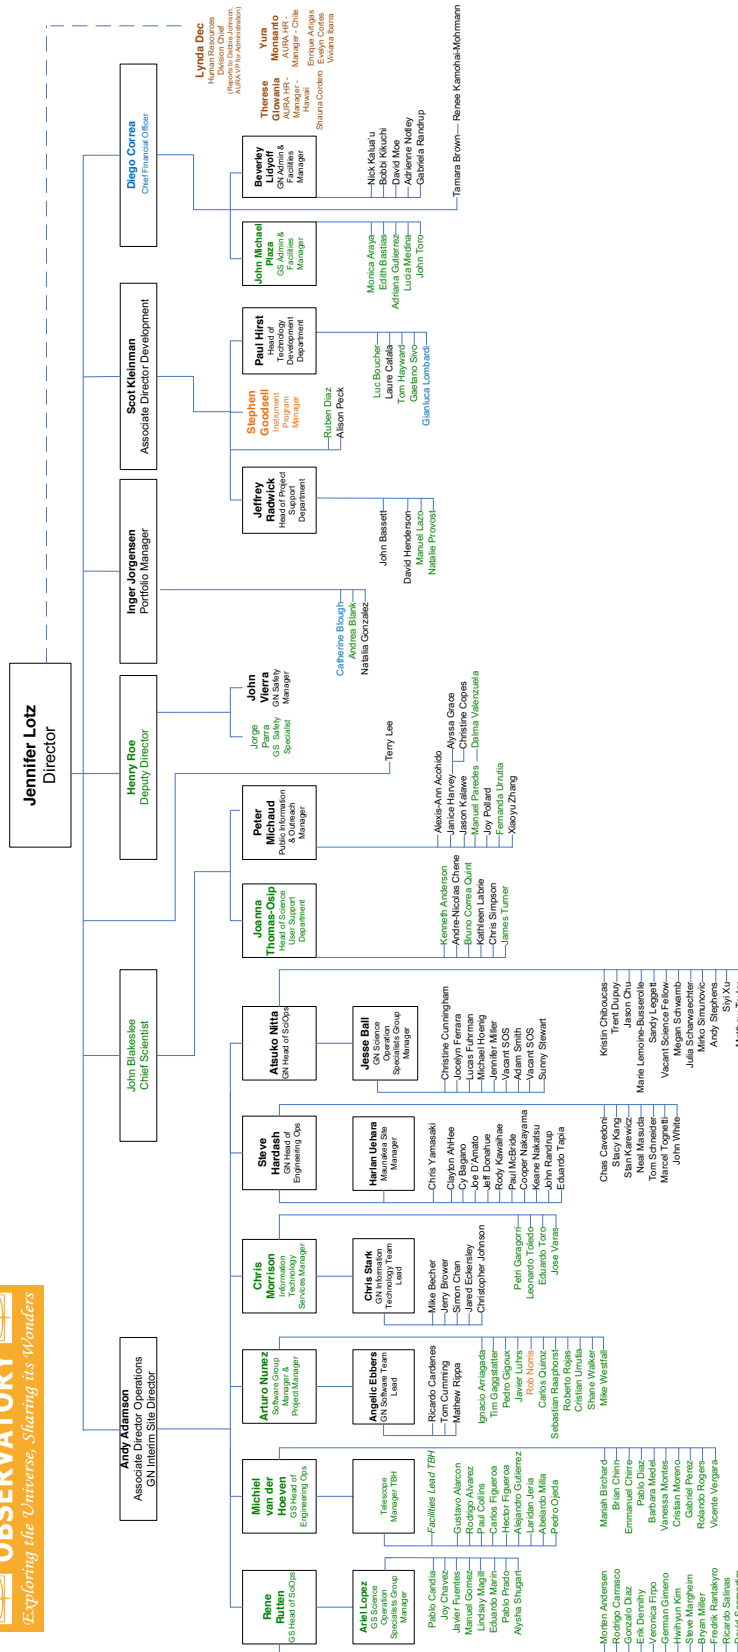 OBSERVATORY
Exploring the Universe, Sharing its Wonders
Jennifer Lotz
Director
Lynda Dec
Human Resources
Division Chief
(Reports to Debbie Johnson,
AURA VP for Administration)
Therese
Glowania
AURA HR -
Manager -
Hawaii
Shauna Cordero
Yura
Monsanto
AURA HR -
Manager - Chile
Enrique Artigas
Evelyn Cortes
Viviana Ibarra
Andy Adamson
Associate Director Operations
GN Interim Site Director
John Blakeslee
Chief Scientist
Henry Roe
Deputy Director
Inger Jorgensen
Portfolio Manager
Scot Kleinman
Associate Director Development
Diego Correa
Chief Financial Officer
Rene
Rutten
GS Head of SciOps
Michiel
van der
Hoeven
GS Head of
Engineering Ops
Arturo Nunez
Software Group
Manager &
Project Manager
Chris
Morrison
Information
Technology
Services Manager
Steve
Hardash
GN Head of
Engineering Ops
Atsuko Nitta
GN Head of SciOps
Joanna
Thomas-Osip
Head of Science
User Support
Department
Peter
Michaud
Public Information
& Outreach
Manager
Jorge
Parra
GS Safety
Specialist
John
Vierra
GN Safety
Manager
Jeffrey
Radwick
Head of Project
Support
Department
Stephen
Goodsell
Instrument
Program
Manager
Paul Hirst
Head of
Technology
Development
Department
John Michael
Plaza
GS Admin &
Facilities
Manager
Beverley
Lidyoff
GN Admin &
Facilities
Manager
Ariel Lopez
GS Science
Operation
Specialists Group
Manager
Telescope
Manager TBH
Angelic Ebbers
GN Software Team
Lead
Chris Stark
GN Information
Technology Team
Lead
Harlan Uehara
Maunakea Site
Manager
Jesse Ball
GN Science
Operation
Specialists Group
Manager
Terry Lee
Catherine Blough
Andrea Blank
Natalia Gonzalez
Ruben Diaz
Alison Peck
Pablo Candia
Joy Chavez
Javier Fuentes
Manuel Gomez
Lindsay Magill
Eduardo Marin
Pablo Prado
Alysha Shugart
Facilities Lead TBH
Gustavo Alarcon
Rodrigo Alvarez
Paul Collins
Carlos Figueroa
Hector Figueroa
Alejandro Gutierrez
Laridan Jeria
Abelardo Milla
Pedro Ojeda
Ricardo Cardenes
Tom Cumming
Mathew Rippa
Ignacio Arriagada
Tim Gaggstatter
Pedro Gigoux
Javier Luhrs
Rob Norris
Carlos Quiroz
Sebastian Raaphorst
Roberto Rojas
Cristian Urrutia
Shane Walker
Mike Westfall
Mike Becher
Jerry Brower
Simon Chan
Jared Eckersley
Christopher Johnson
Petri Garagorri
Leonardo Toledo
Eduardo Toro
Jose Varas
Chris Yamasaki
Clayton AhHee
Cy Bagano
Joe D'Amato
Jeff Donahue
Rody Kawaihae
Paul McBride
Cooper Nakayama
Keane Nakatsu
John Randrup
Eduardo Tapia
Christine Cunningham
Jocelyn Ferrara
Lucas Fuhrman
Michael Hoenig
Jennifer Miller
Vacant SOS
Adam Smith
Vacant SOS
Sunny Stewart
Kenneth Anderson
Andre-Nicolas Chene
Bruno Correa Quint
Kathleen Labrie
Chris Simpson
James Turner
Alexis-Ann Acohido
Janice Harvey
Alyssa Grace
Christine Copes
Jason Kalawe
Manuel Paredes
Dalma Valenzuela
Joy Pollard
Fernanda Urrutia
Xiaoyu Zhang
John Bassett
David Henderson
Manuel Lazo
Natalie Provost
Luc Boucher
Laure Catala
Tom Hayward
Gaetano Sivo
Gianluca Lombardi
Monica Araya
Edith Bastias
Adriana Gutierrez
Lucia Medina
John Toro
Nick Kalua'u
Bobbi Kikuchi
David Moe
Adrienne Notley
Gabriela Randrup
Tamara Brown
Renee Kamohai-Mohrmann
Morten Andersen
Rodrigo Carrasco
Gonzalo Diaz
Erik Dennihy
Veronica Firpo
German Gimeno
Hwihyun Kim
Steve Margheim
Bryan Miller
Fredrik Rantakyro
Ricardo Salinas
Mariah Birchard
Brian Chinn
Emmanuel Chirre
Pablo Diaz
Barbara Medel
Vanessa Montes
Cristian Moreno
Gabriel Perez
Rolando Rogers
Vicente Vergara
Chas Cavedoni
Stacy Kang
Stan Karewicz
Neal Masuda
Tom Schneider
Marcel Tognetti
John White
Kristin Chiboucas
Trent Dupuy
Jason Chu
Marie Lemoine-Busserolle
Sandy Leggett
Vacant Science Fellow
Megan Schwamb
Julia Scharwaechter
Mirko Simunovic
Andy Stephens
Siyi Xu